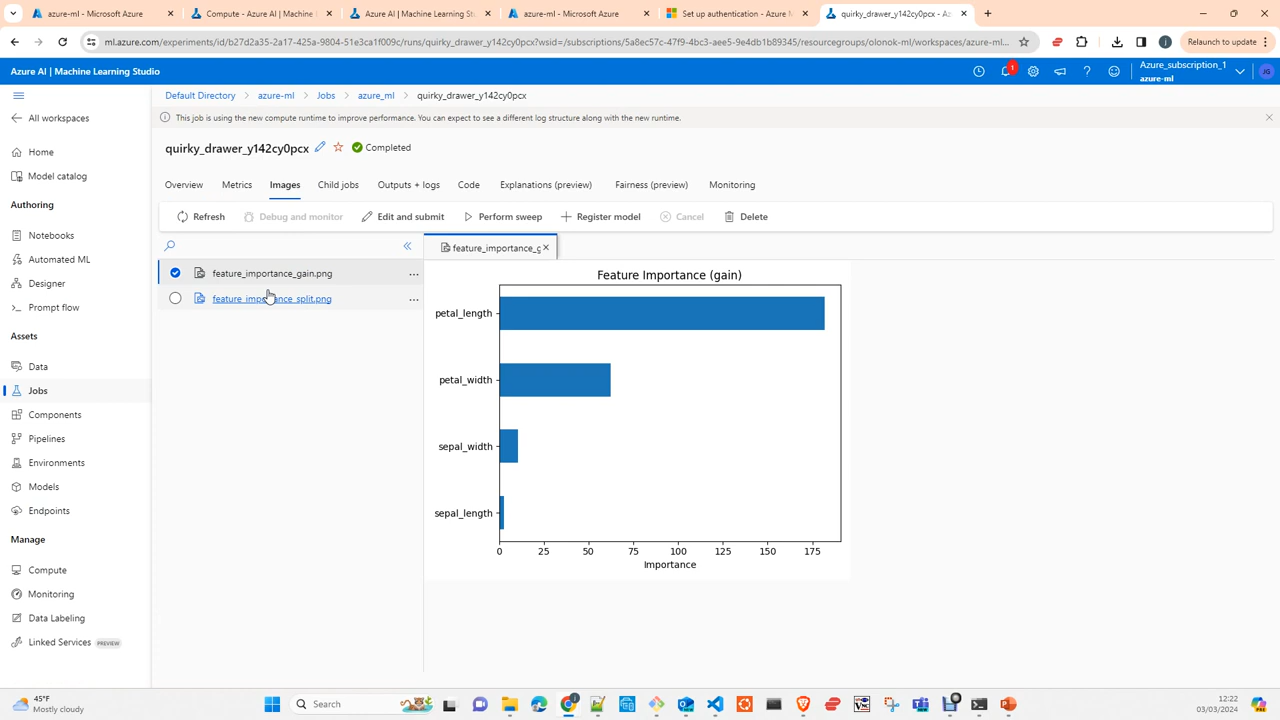 azure-ml - Microsoft Azure
Compute - Azure AI | Machine L
Azure AI | Machine Learning St
azure-ml - Microsoft Azure
Set up authentication - Azure M
quirky_drawer_y142cy0pcx - Az
ml.azure.com/experiments/id/b27d2a35-2a17-425a-9804-51e3ca1f009c/runs/quirky_drawer_y142cy0pcx?wsid=/subscriptions/5a8ec57c-47f9-4bc3-aee5-9e4db1b89345/resourcegroups/olonok-ml/workspaces/azure-ml...
Relaunch to update
Azure AI | Machine Learning Studio
1
Azure_subscription_1
azure-ml
JG
All workspaces
Home
Model catalog
Authoring
Notebooks
Automated ML
Designer
Prompt flow
Assets
Data
Jobs
Components
Pipelines
Environments
Models
Endpoints
Manage
Compute
Monitoring
Data Labeling
Linked Services PREVIEW
Default Directory > azure-ml > Jobs > azure_ml > quirky_drawer_y142cy0pcx
This job is using the new compute runtime to improve performance. You can expect to see a different log structure along with the new runtime.
quirky_drawer_y142cy0pcx Completed
Overview Metrics Images Child jobs Outputs + logs Code Explanations (preview) Fairness (preview) Monitoring
Refresh Debug and monitor Edit and submit Perform sweep Register model Cancel Delete
feature_importance_gain.png
feature_importance_split.png
feature_importance_g
Feature Importance (gain)
petal_length
petal_width
sepal_width
sepal_length
0 25 50 75 100 125 150 175
Importance
45°F
Mostly cloudy
Search
12:22
03/03/2024